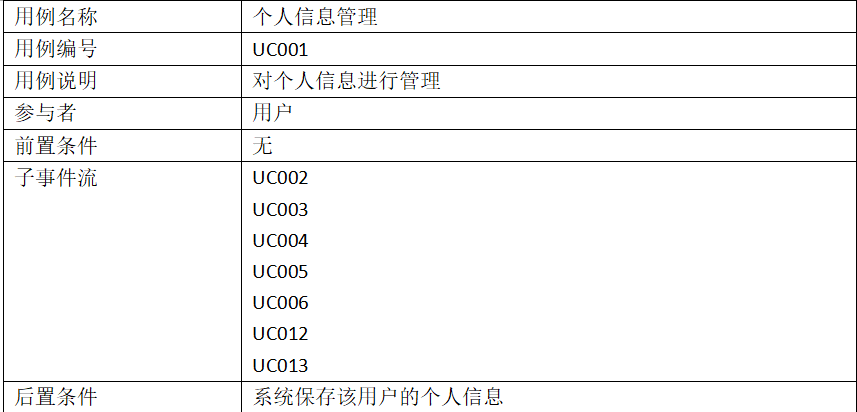 用例名称 个人信息管理
用例编号 UC001
用例说明 对个人信息进行管理
参与者 用户
前置条件 无
子事件流 UC002
UC003
UC004
UC005
UC006
UC012
UC013
后置条件 系统保存该用户的个人信息